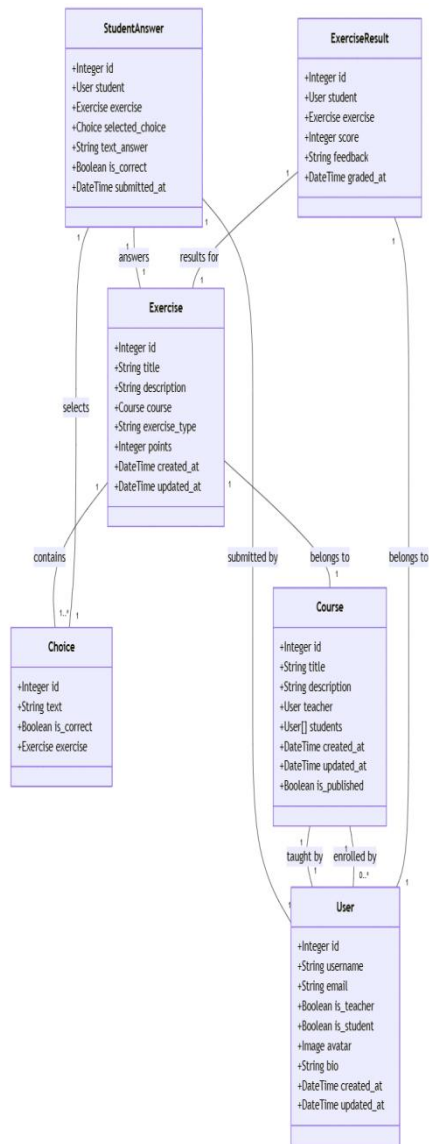 StudentAnswer
+Integer id
+User student
+Exercise exercise
+Choice selected_choice
+String text_answer
+Boolean is_correct
+DateTime submitted_at
ExerciseResult
+Integer id
+User student
+Exercise exercise
+Integer score
+String feedback
+DateTime graded_at
1
1
1
1
1
answers
results for
1
1
Exercise
+Integer id
+String title
+String description
+Course course
+String exercise_type
+Integer points
+DateTime created_at
+DateTime updated_at
selects
1
1
contains
submitted by
belongs to
belongs to
1..*
1
1
Choice
+Integer id
+String text
+Boolean is_correct
+Exercise exercise
Course
+Integer id
+String title
+String description
+User teacher
+User[] students
+DateTime created_at
+DateTime updated_at
+Boolean is_published
1
1
taught by
enrolled by
1
0..*
1
1
User
+Integer id
+String username
+String email
+Boolean is_teacher
+Boolean is_student
+Image avatar
+String bio
+DateTime created_at
+DateTime updated_at